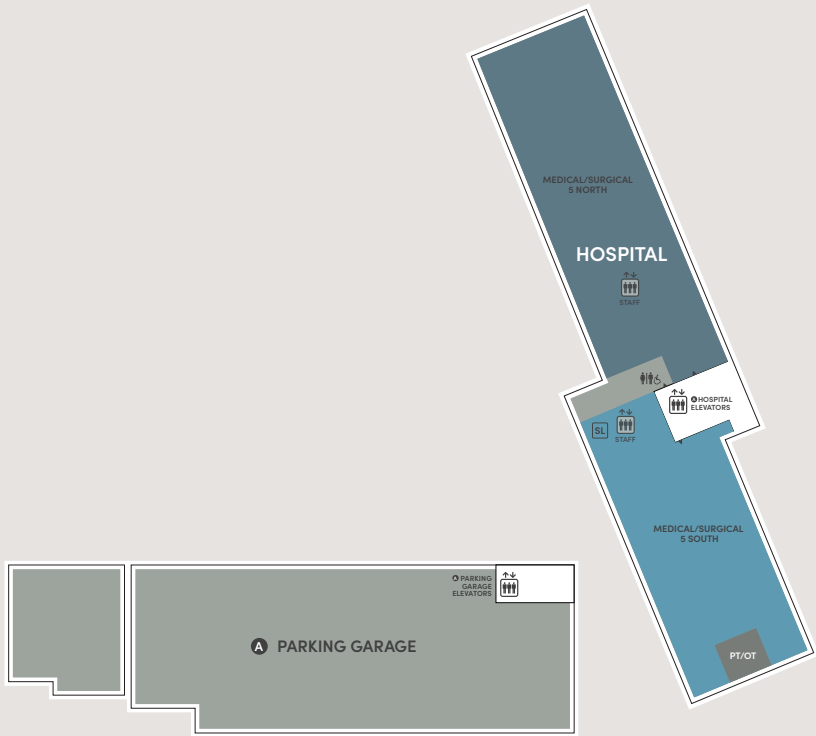 MEDICAL/SURGICAL
5 NORTH
HOSPITAL
STAFF
A HOSPITAL
ELEVATORS
SL
STAFF
MEDICAL/SURGICAL
5 SOUTH
A PARKING
GARAGE
ELEVATORS
A PARKING GARAGE
PT/OT